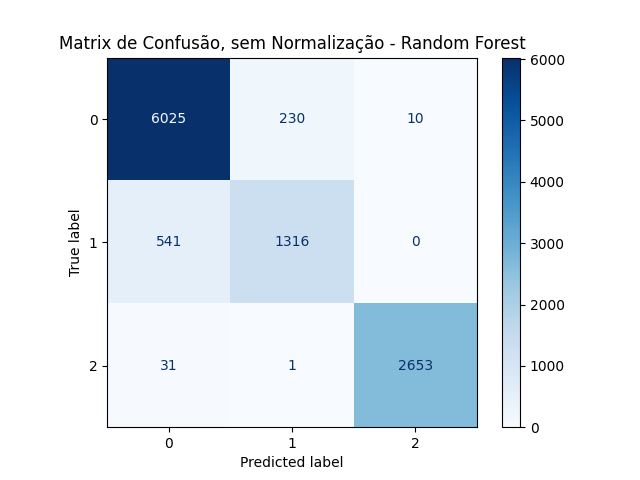 Matrix de Confusão, sem Normalização - Random Forest
6000
0 6025 230 10
5000
4000
True label
1 541 1316 0
3000
2000
2 31 1 2653
1000
0
0 1 2
Predicted label